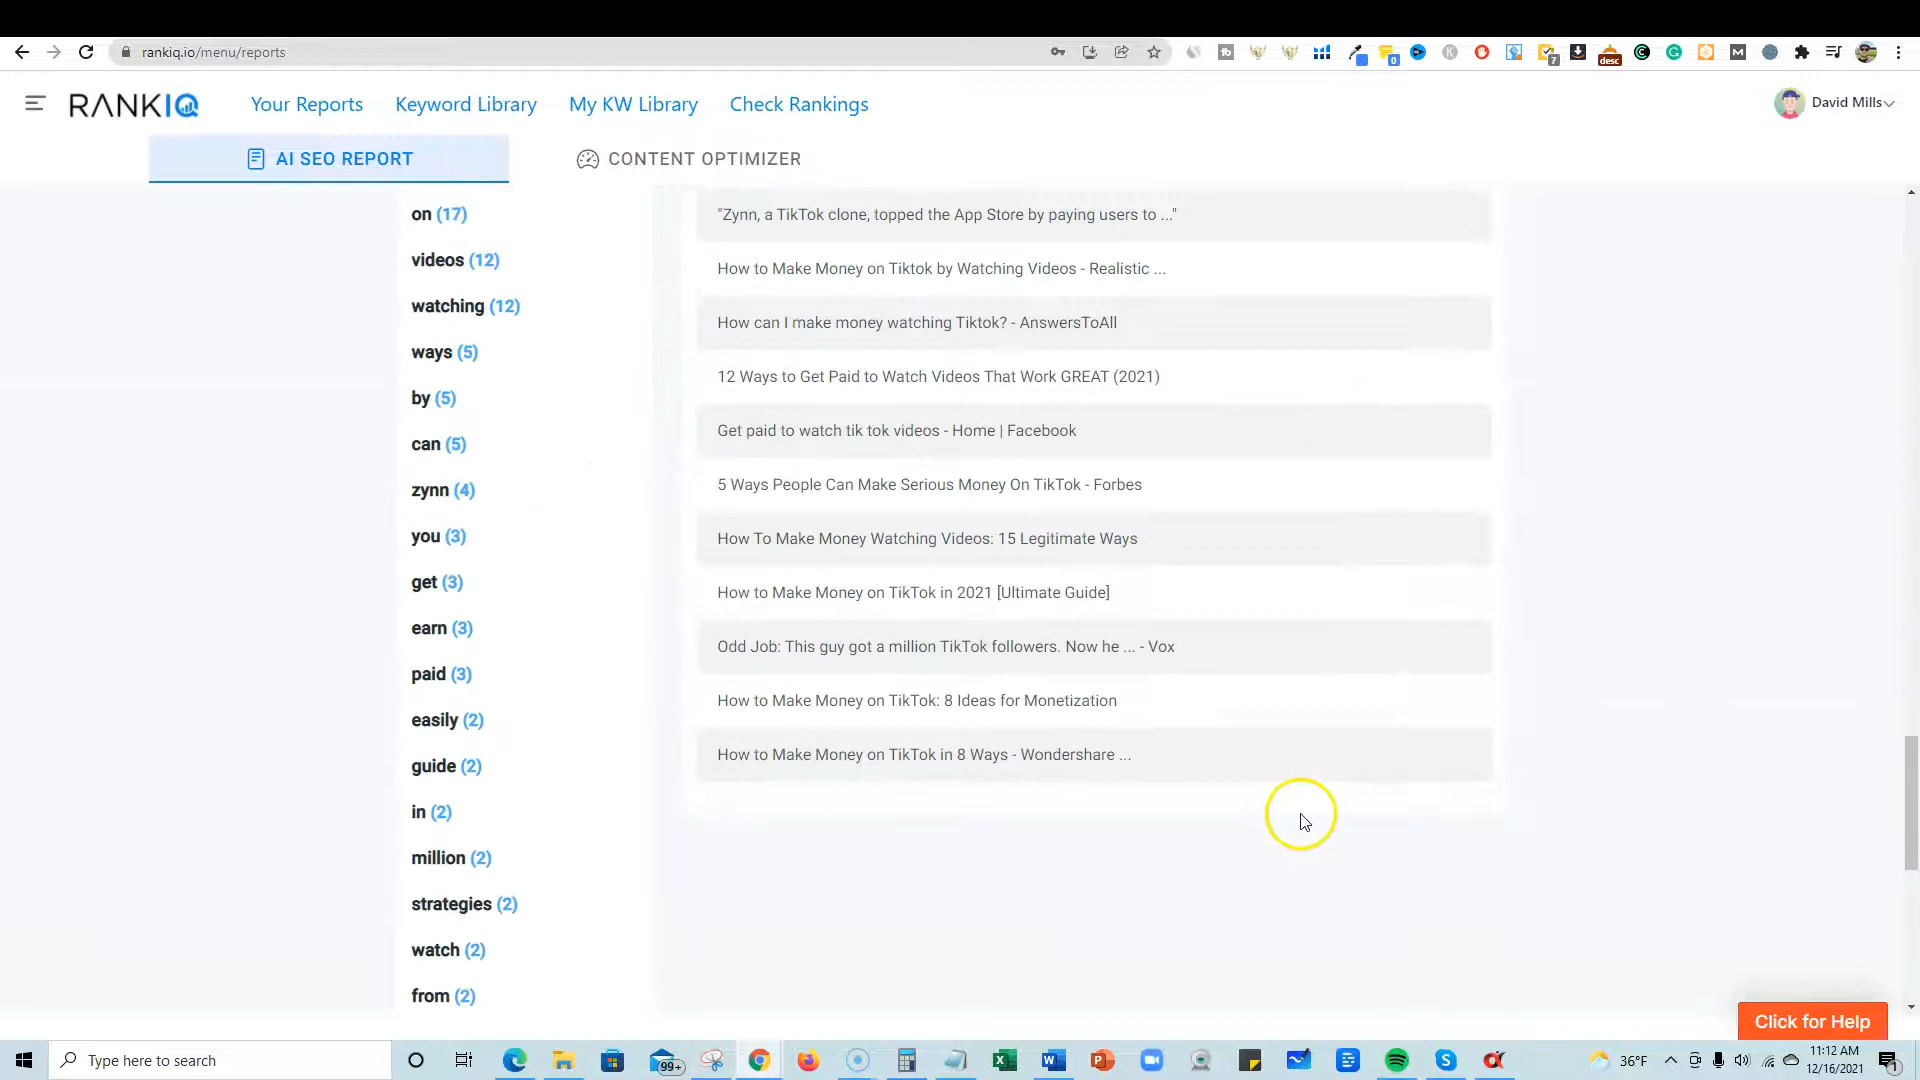 rankiq.io/menu/reports
RANKIQ
Your Reports
Keyword Library
My KW Library
Check Rankings
David Mills
AI SEO REPORT
CONTENT OPTIMIZER
on (17)
videos (12)
watching (12)
ways (5)
by (5)
can (5)
zynn (4)
you (3)
get (3)
earn (3)
paid (3)
easily (2)
guide (2)
in (2)
million (2)
strategies (2)
watch (2)
from (2)
"Zynn, a TikTok clone, topped the App Store by paying users to ..."
How to Make Money on Tiktok by Watching Videos - Realistic ...
How can I make money watching Tiktok? - AnswersToAll
12 Ways to Get Paid to Watch Videos That Work GREAT (2021)
Get paid to watch tik tok videos - Home | Facebook
5 Ways People Can Make Serious Money On TikTok - Forbes
How To Make Money Watching Videos: 15 Legitimate Ways
How to Make Money on TikTok in 2021 [Ultimate Guide]
Odd Job: This guy got a million TikTok followers. Now he ... - Vox
How to Make Money on TikTok: 8 Ideas for Monetization
How to Make Money on TikTok in 8 Ways - Wondershare ...
Click for Help
Type here to search
99+
36°F
11:12 AM
12/16/2021
desc
7
0
1